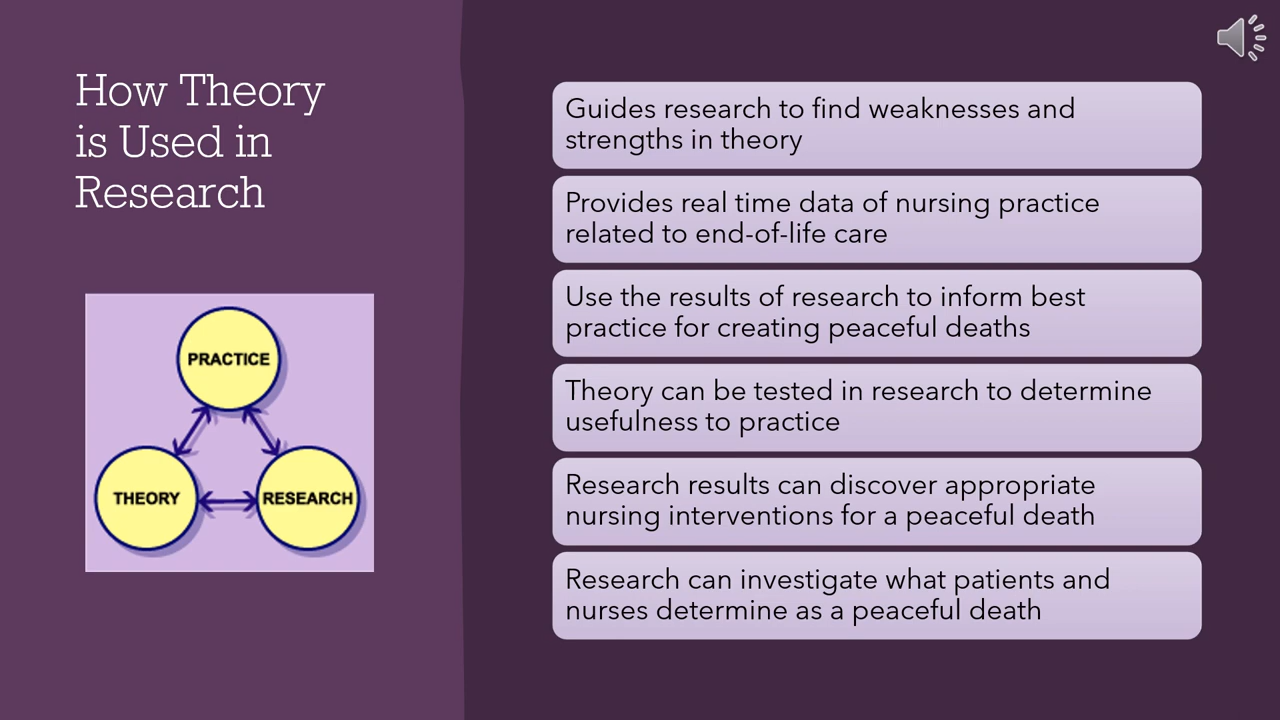 How Theory
is Used in
Research
PRACTICE
THEORY
RESEARCH
Guides research to find weaknesses and
strengths in theory
Provides real time data of nursing practice
related to end-of-life care
Use the results of research to inform best
practice for creating peaceful deaths
Theory can be tested in research to determine
usefulness to practice
Research results can discover appropriate
nursing interventions for a peaceful death
Research can investigate what patients and
nurses determine as a peaceful death